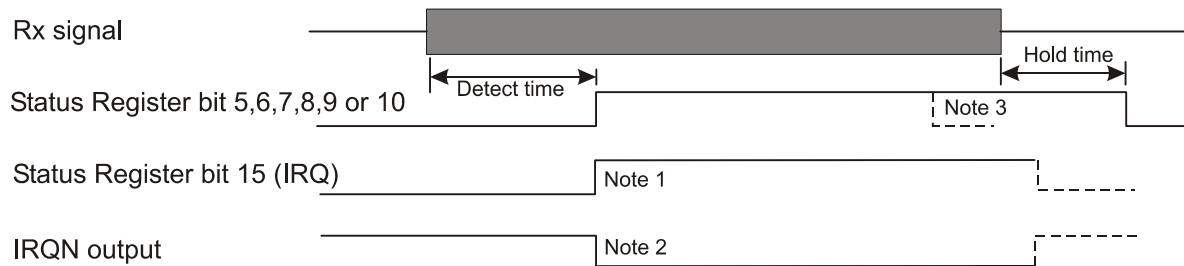 Rx signal
Hold time
Detect time
Status Register bit 5,6,7,8,9 or 10
Note 3
Status Register bit 15 (IRQ)
Note 1
IRQN output
Note 2